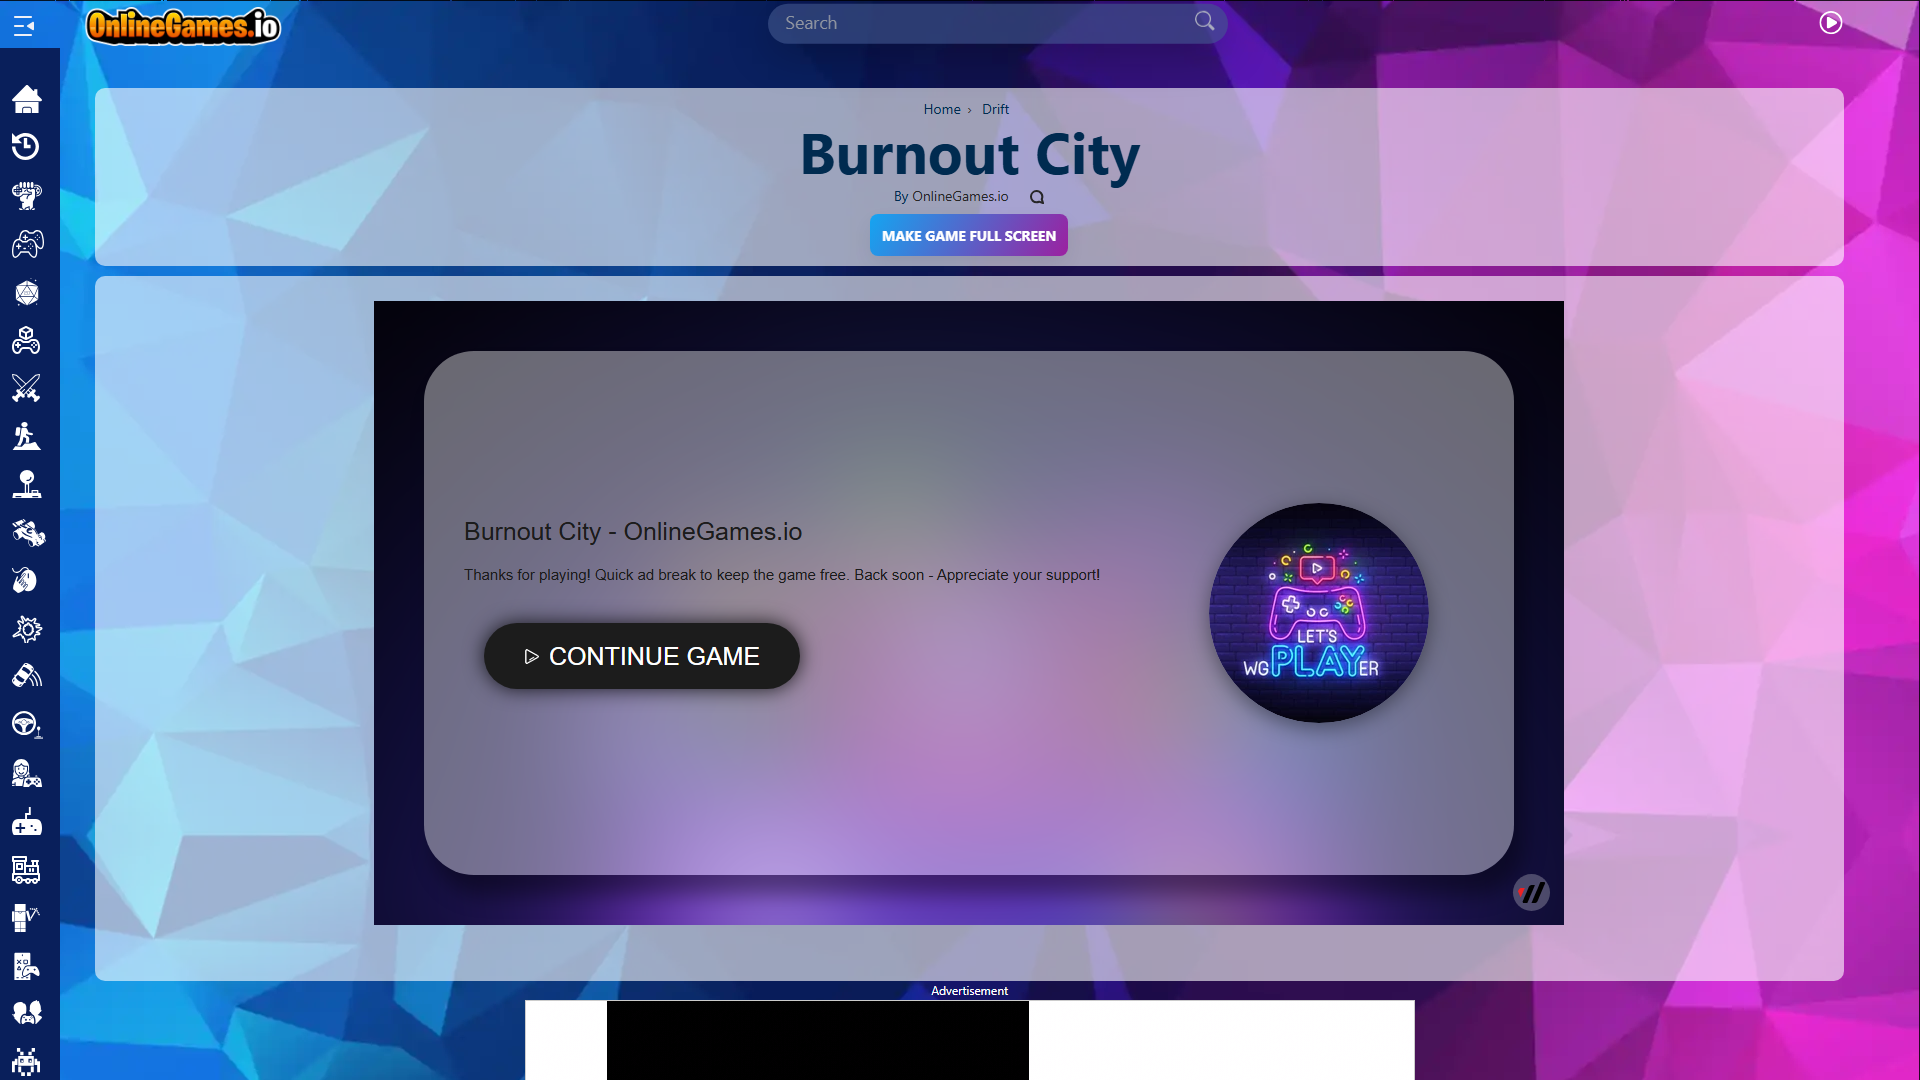 OnlineGames.io
Search
Home › Drift
Burnout City
By OnlineGames.io
MAKE GAME FULL SCREEN
Burnout City - OnlineGames.io
Thanks for playing! Quick ad break to keep the game free. Back soon - Appreciate your support!
CONTINUE GAME
LET'S
WGPLAYER
Advertisement